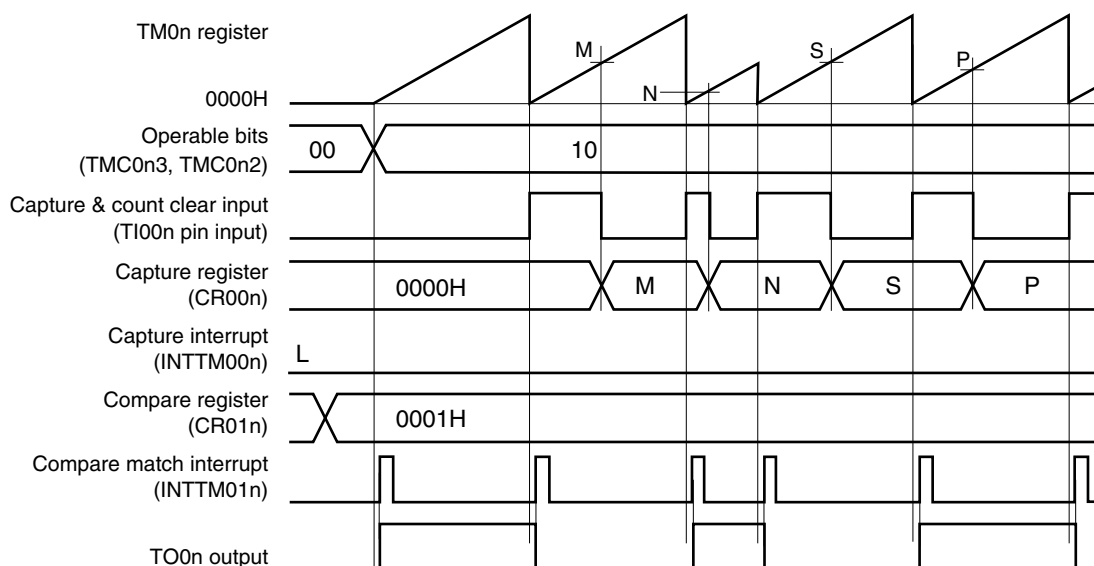 TM0n register
M
S
P
N
0000H
Operable bits
(TMC0n3, TMC0n2)
00
10
Capture & count clear input
(TI00n pin input)
Capture register
(CR00n)
0000H
M
N
S
P
Capture interrupt
(INTTM00n)
L
Compare register
(CR01n)
0001H
Compare match interrupt
(INTTM01n)
TO0n output